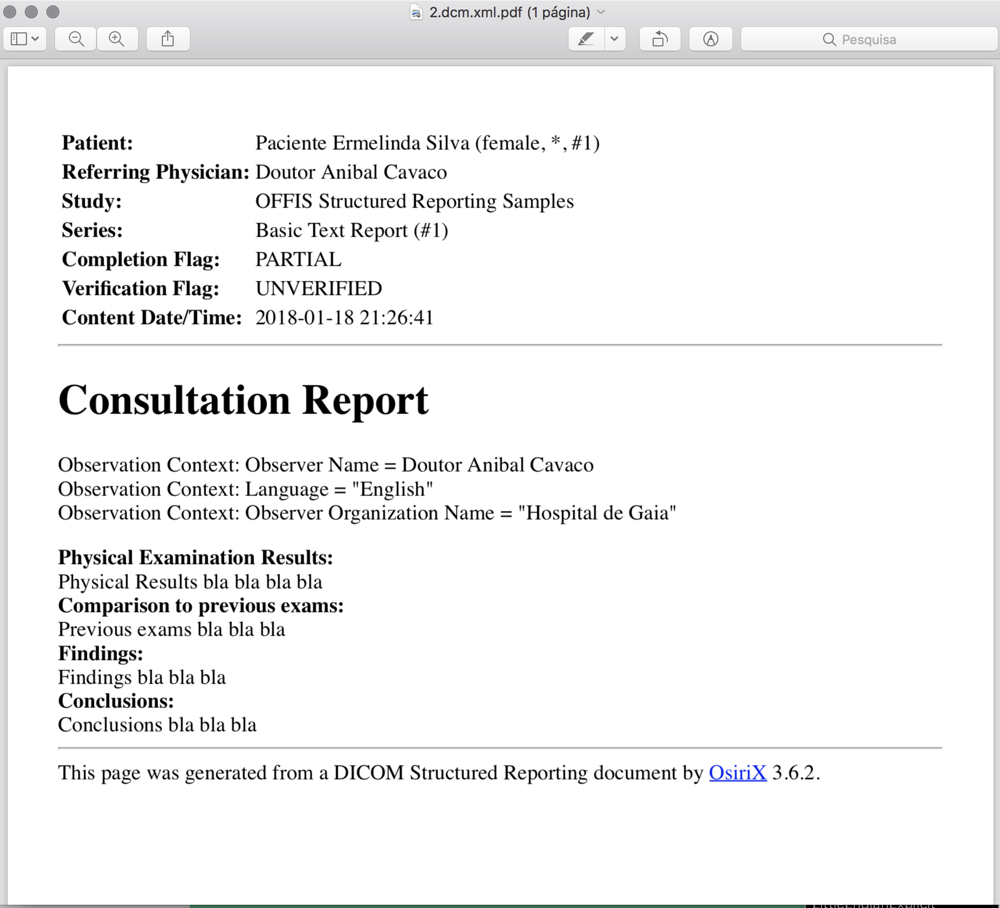 2.dcm.xml.pdf (1 página)
Pesquisa
Patient: Paciente Ermelinda Silva (female, *, #1)
Referring Physician: Doutor Anibal Cavaco
Study: OFFIS Structured Reporting Samples
Series: Basic Text Report (#1)
Completion Flag: PARTIAL
Verification Flag: UNVERIFIED
Content Date/Time: 2018-01-18 21:26:41
Consultation Report
Observation Context: Observer Name = Doutor Anibal Cavaco
Observation Context: Language = "English"
Observation Context: Observer Organization Name = "Hospital de Gaia"
Physical Examination Results:
Physical Results bla bla bla bla
Comparison to previous exams:
Previous exams bla bla bla
Findings:
Findings bla bla bla
Conclusions:
Conclusions bla bla bla
This page was generated from a DICOM Structured Reporting document by OsiriX 3.6.2.